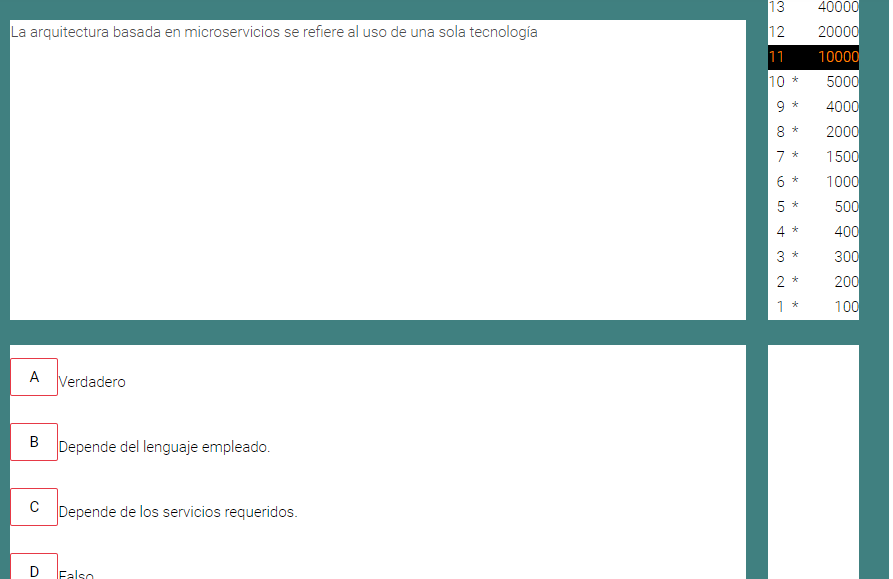 La arquitectura basada en microservicios se refiere al uso de una sola tecnología
13 40000
12 20000
11 10000
10 * 5000
9 * 4000
8 * 2000
7 * 1500
6 * 1000
5 * 500
4 * 400
3 * 300
2 * 200
1 * 100
A Verdadero
B Depende del lenguaje empleado.
C Depende de los servicios requeridos.
D Falso